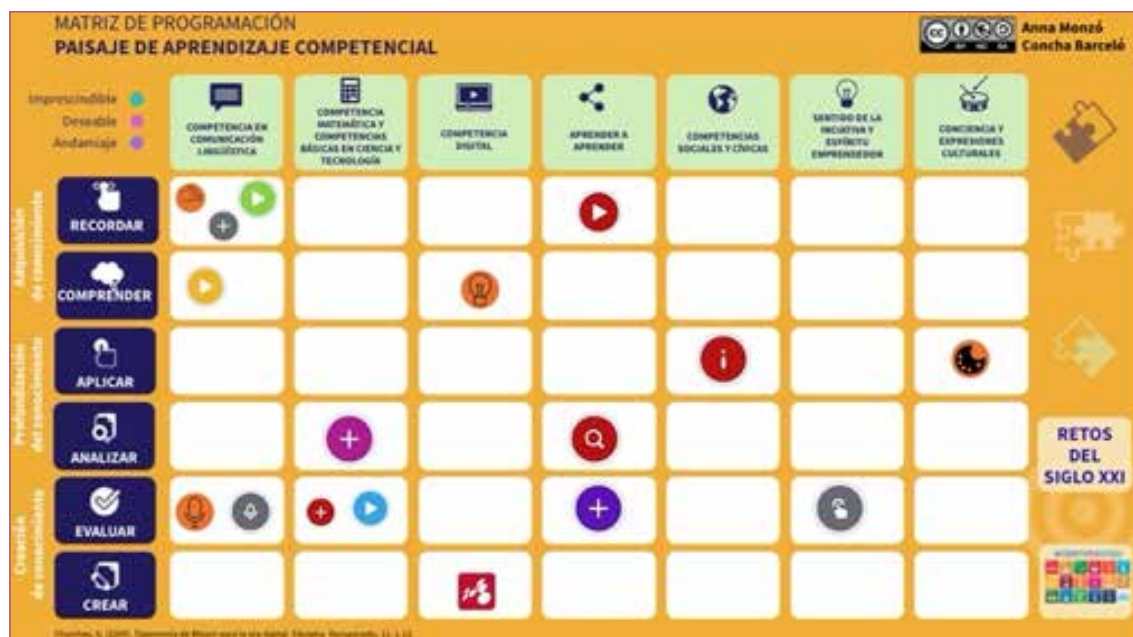 MATRIZ DE PROGRAMACIÓN
PAISAJE DE APRENDIZAJE COMPETENCIAL
Anna Monzó
Concha Barceló
Imprescindible
Deseable
Andamiaje
COMPETENCIA EN
COMUNICACIÓN
LINGÜÍSTICA
COMPETENCIA
MATEMÁTICA Y
COMPETENCIAS
BÁSICAS EN CIENCIA Y
TECNOLOGÍA
COMPETENCIA
DIGITAL
APRENDER A
APRENDER
COMPETENCIAS
SOCIALES Y CÍVICAS
SENTIDO DE LA
INICIATIVA Y
ESPÍRITU
EMPRENDEDOR
CONCIENCIA Y
EXPRESIONES
CULTURALES
Adquisición
de conocimiento
RECORDAR
COMPRENDER
Profundización
del conocimiento
APLICAR
ANALIZAR
Creación
de conocimiento
EVALUAR
CREAR
RETOS
DEL
SIGLO XXI